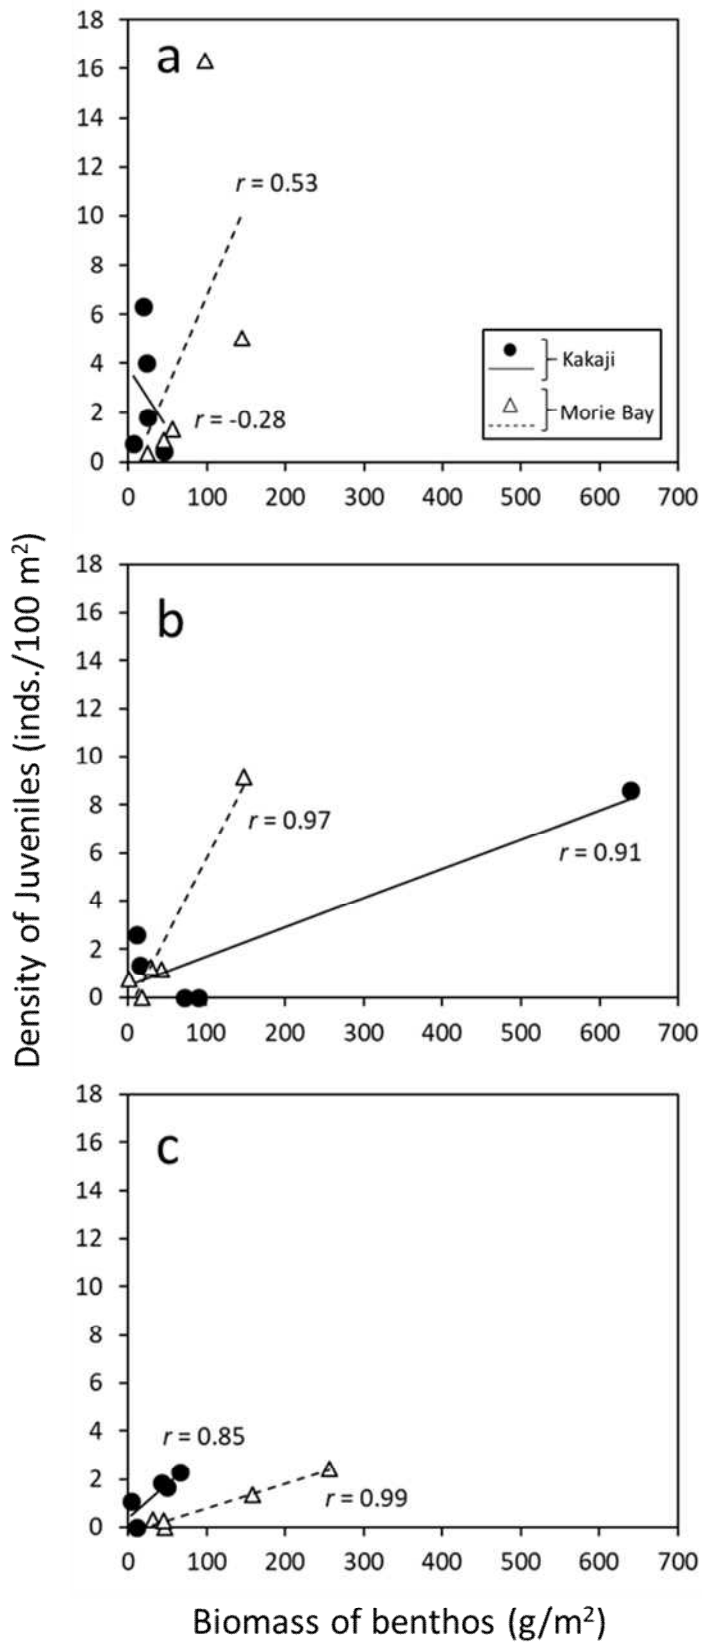 18
a
16
14
12
r = 0.53
10
8
6
4
Kakaji
2
r = -0.28
Morie Bay
0
0 100 200 300 400 500 600 700
Density of Juveniles (inds./100 m²)
18
b
16
14
12
10
8
r = 0.97
6
r = 0.91
4
2
0
0 100 200 300 400 500 600 700
18
c
16
14
12
10
8
6
4
r = 0.85
2
r = 0.99
0
0 100 200 300 400 500 600 700
Biomass of benthos (g/m²)